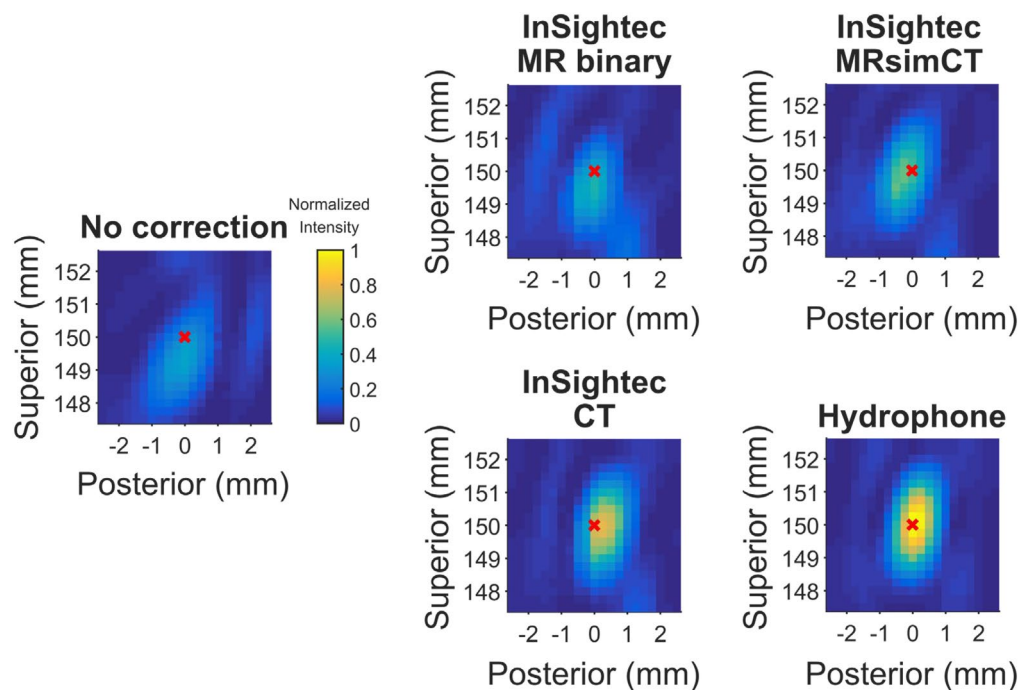 No correction
Superior (mm)
152
151
150
149
148
-2 -1 0 1 2
Posterior (mm)
Normalized
Intensity
1
0.8
0.6
0.4
0.2
0
InSightec
MR binary
Superior (mm)
152
151
150
149
148
-2 -1 0 1 2
Posterior (mm)
InSightec
MRsimCT
Superior (mm)
152
151
150
149
148
-2 -1 0 1 2
Posterior (mm)
InSightec
CT
Superior (mm)
152
151
150
149
148
-2 -1 0 1 2
Posterior (mm)
Hydrophone
Superior (mm)
152
151
150
149
148
-2 -1 0 1 2
Posterior (mm)